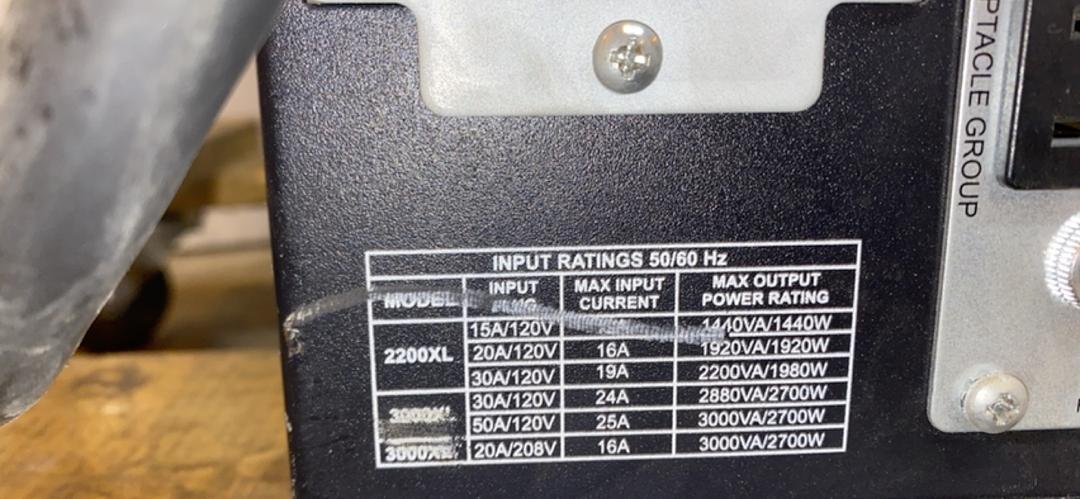 PTACLE GROUP
INPUT RATINGS 50/60 Hz
MODEL INPUT PLUG MAX INPUT CURRENT MAX OUTPUT POWER RATING
2200XL
15A/120V 1440VA/1440W
20A/120V 16A 1920VA/1920W
30A/120V 19A 2200VA/1980W
30A/120V 24A 2880VA/2700W
50A/120V 25A 3000VA/2700W
20A/208V 16A 3000VA/2700W